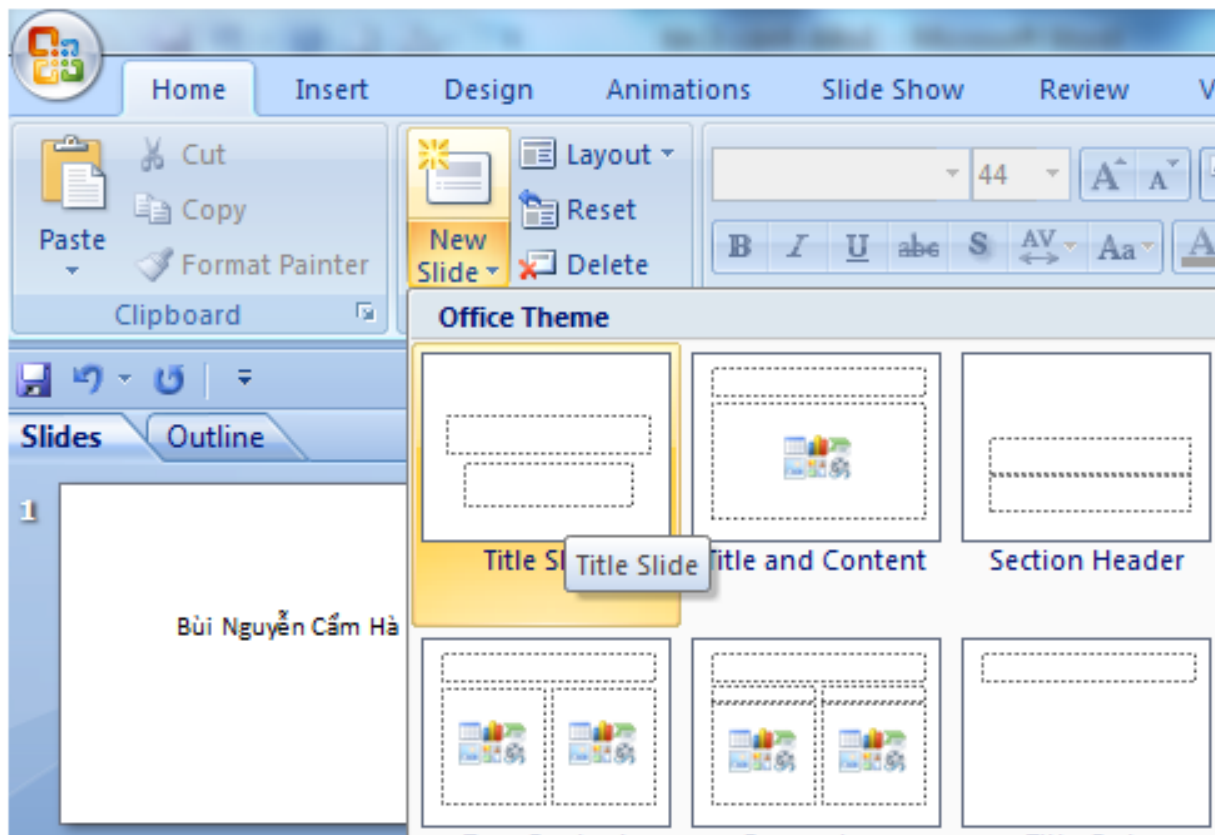 Home Insert Design Animations Slide Show Review V
Cut Layout
44
Copy Reset
Paste New Slide
Format Painter Delete
B I U abc S AV Aa A
Clipboard
Office Theme
Slides Outline
Title Sl Title Slide Title and Content Section Header
1
Bùi Nguyễn Cẩm Hà